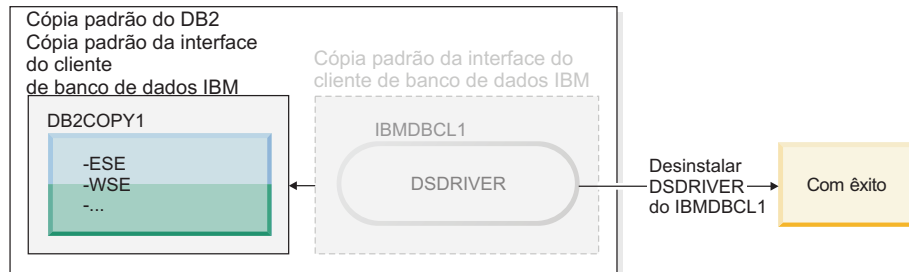 Cópia padrão do DB2
Cópia padrão da interface
do cliente
de banco de dados IBM
DB2COPY1
-ESE
-WSE
-...
Cópia padrão da interface do
cliente de banco de dados IBM
IBMDBCL1
DSDRIVER
Desinstalar
DSDRIVER
do IBMDBCL1
Com êxito